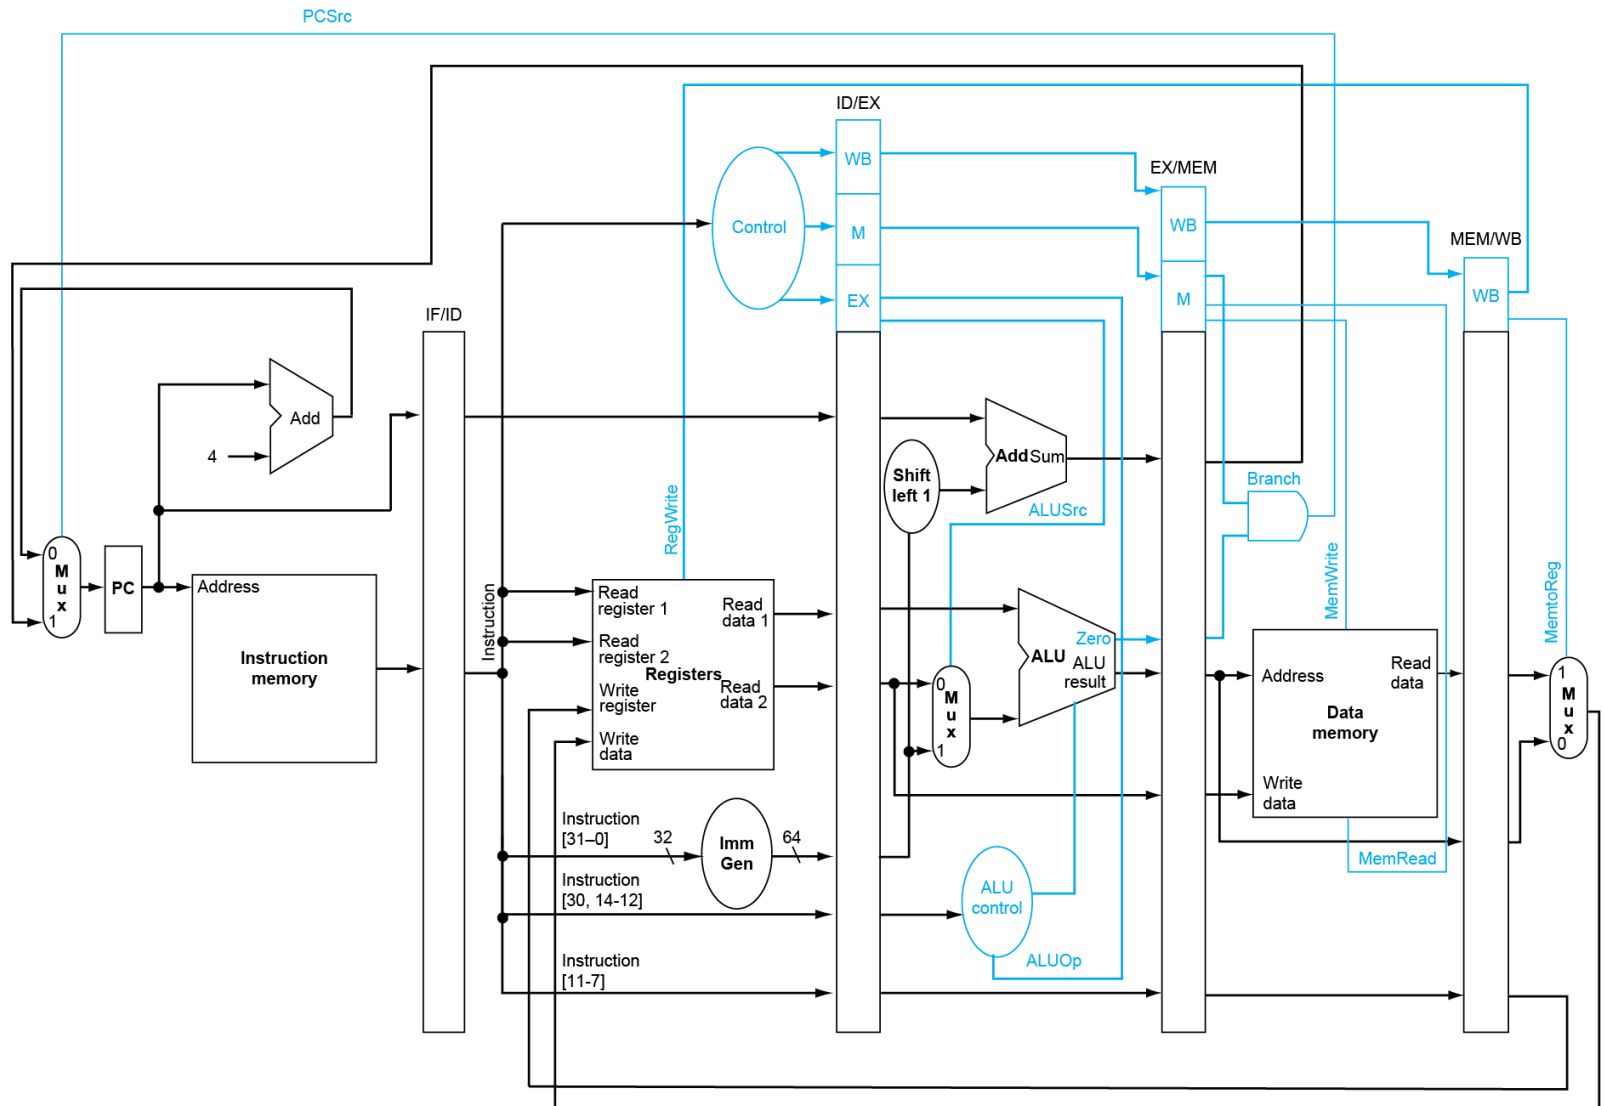 PCSrc
ID/EX
WB
EX/MEM
Control
M
WB
MEM/WB
EX
M
WB
IF/ID
Add
4
Add Sum
Shift
left 1
Branch
ALUSrc
RegWrite
MemWrite
MemtoReg
0
M
u
x
1
PC
Address
Instruction
memory
Instruction
Read
register 1
Read
data 1
Read
register 2
Registers
Write
register
Read
data 2
Write
data
0
M
u
x
1
Zero
ALU
ALU
result
Address
Read
data
Data
memory
Write
data
1
M
u
x
0
MemRead
Instruction
[31–0]
32
Imm
Gen
64
Instruction
[30, 14-12]
ALU
control
ALUOp
Instruction
[11-7]